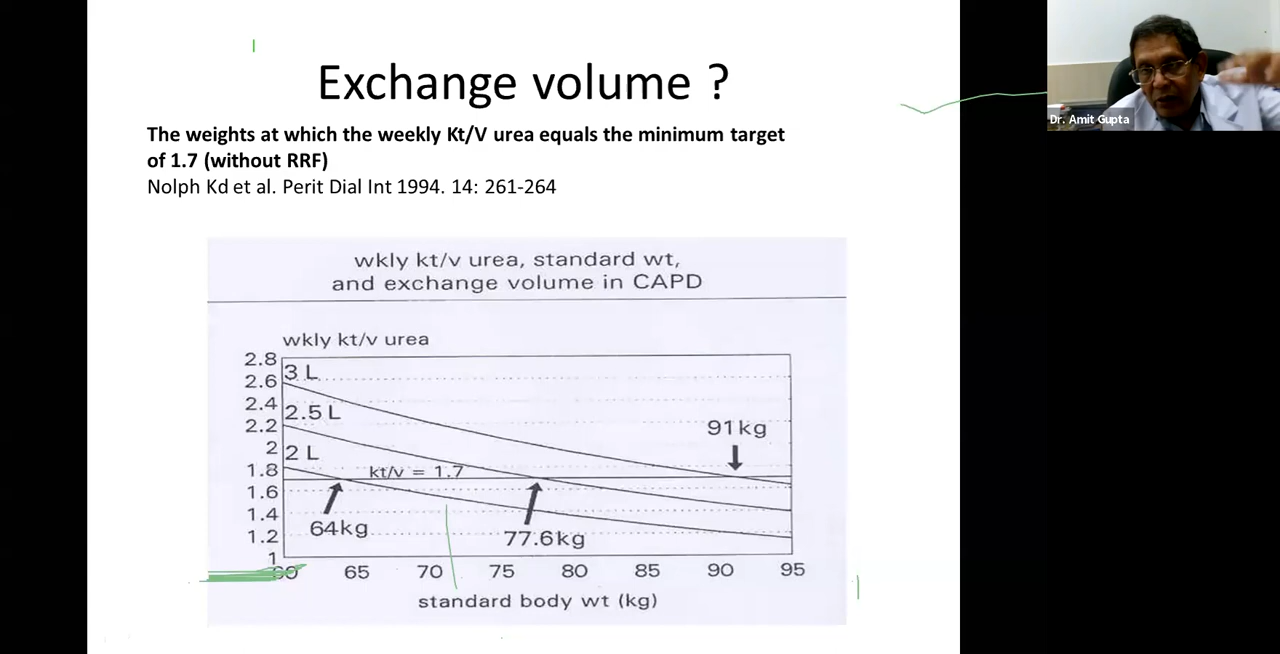 Exchange volume ?
Dr. Amit Gupta
The weights at which the weekly Kt/V urea equals the minimum target
of 1.7 (without RRF)
Nolph Kd et al. Perit Dial Int 1994. 14: 261-264
wkly kt/v urea, standard wt,
and exchange volume in CAPD
wkly kt/v urea
2.8
3 L
2.6
2.4
2.5 L
2.2
91kg
2
2 L
1.8
kt/v = 1.7
1.6
1.4
64kg
77.6kg
1.2
1
65 70 75 80 85 90 95
standard body wt (kg)